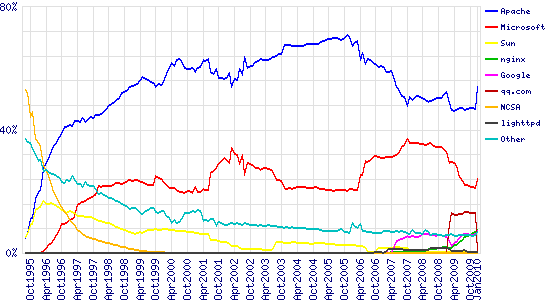 80%
40%
0%
Apache
Microsoft
Sun
nginx
Google
qq.com
NCSA
lighttpd
Other
Oct1995
Apr1996
Oct1996
Apr1997
Oct1997
Apr1998
Oct1998
Apr1999
Oct1999
Apr2000
Oct2000
Apr2001
Oct2001
Apr2002
Oct2002
Apr2003
Oct2003
Apr2004
Oct2004
Apr2005
Oct2005
Apr2006
Oct2006
Apr2007
Oct2007
Apr2008
Oct2008
Apr2009
Oct2009
Jan2010